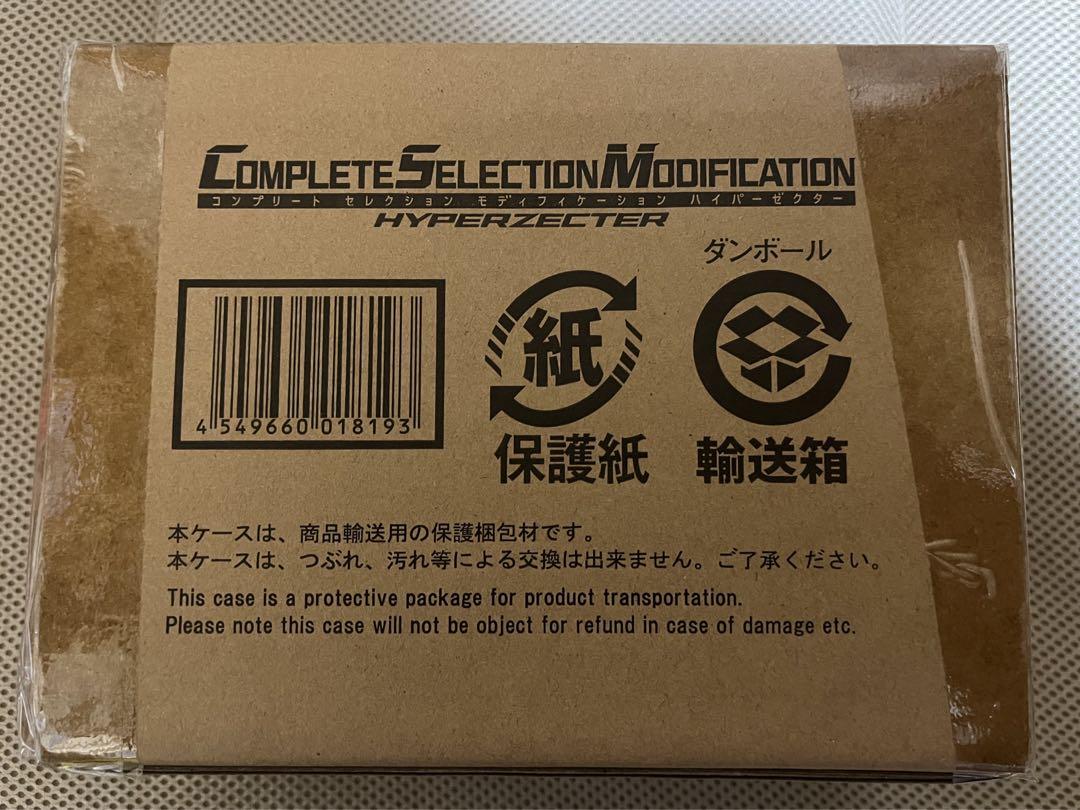 COMPLETE SELECTION MODIFICATION
コンプリート セレクション モディフィケーション ハイパーゼクター
HYPERZECTER
ダンボール
紙
4 549660 018193
保護紙
輸送箱
本ケースは、商品輸送用の保護梱包材です。
本ケースは、つぶれ、汚れ等による交換は出来ません。ご了承ください。
This case is a protective package for product transportation.
Please note this case will not be object for refund in case of damage etc.